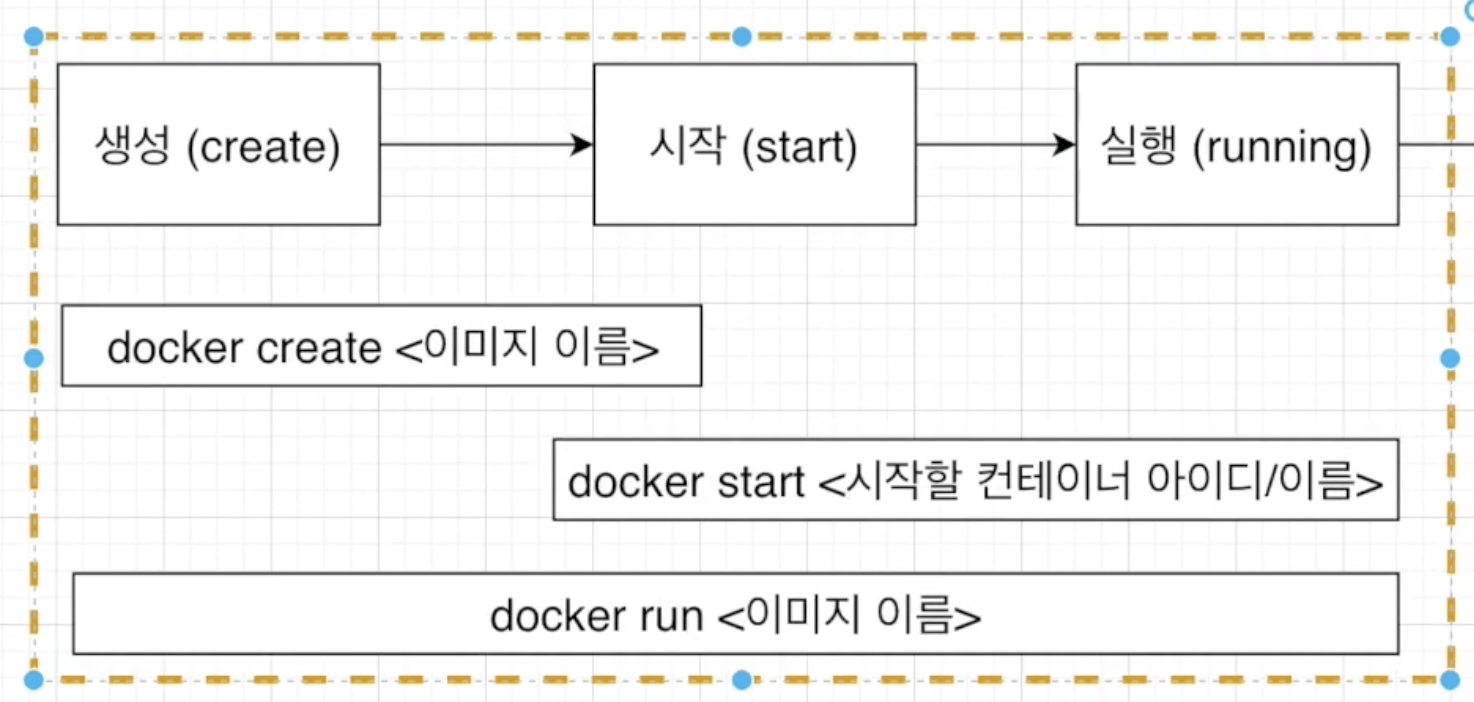 생성 (create)
시작 (start)
실행 (running)
docker create <이미지 이름>
docker start <시작할 컨테이너 아이디/이름>
docker run <이미지 이름>